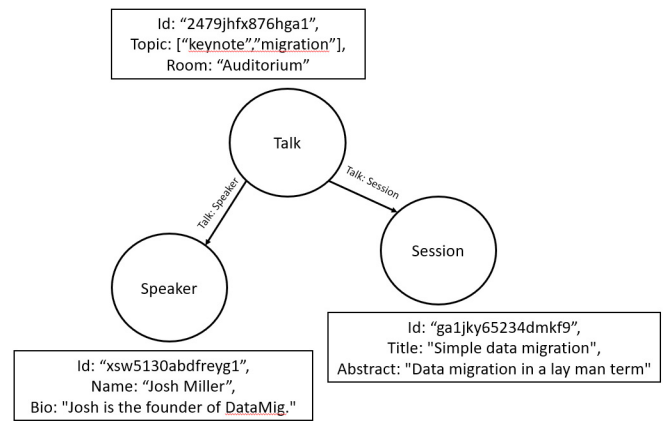 Id: “2479jhfx876hga1”,
Topic: [“keynote”,”migration”],
Room: “Auditorium”
Talk
Talk: Speaker
Talk: Session
Speaker
Session
Id: “xsw5130abdfreyg1”,
Name: “Josh Miller”,
Bio: "Josh is the founder of DataMig."
Id: “ga1jky65234dmkf9”,
Title: "Simple data migration",
Abstract: "Data migration in a lay man term"